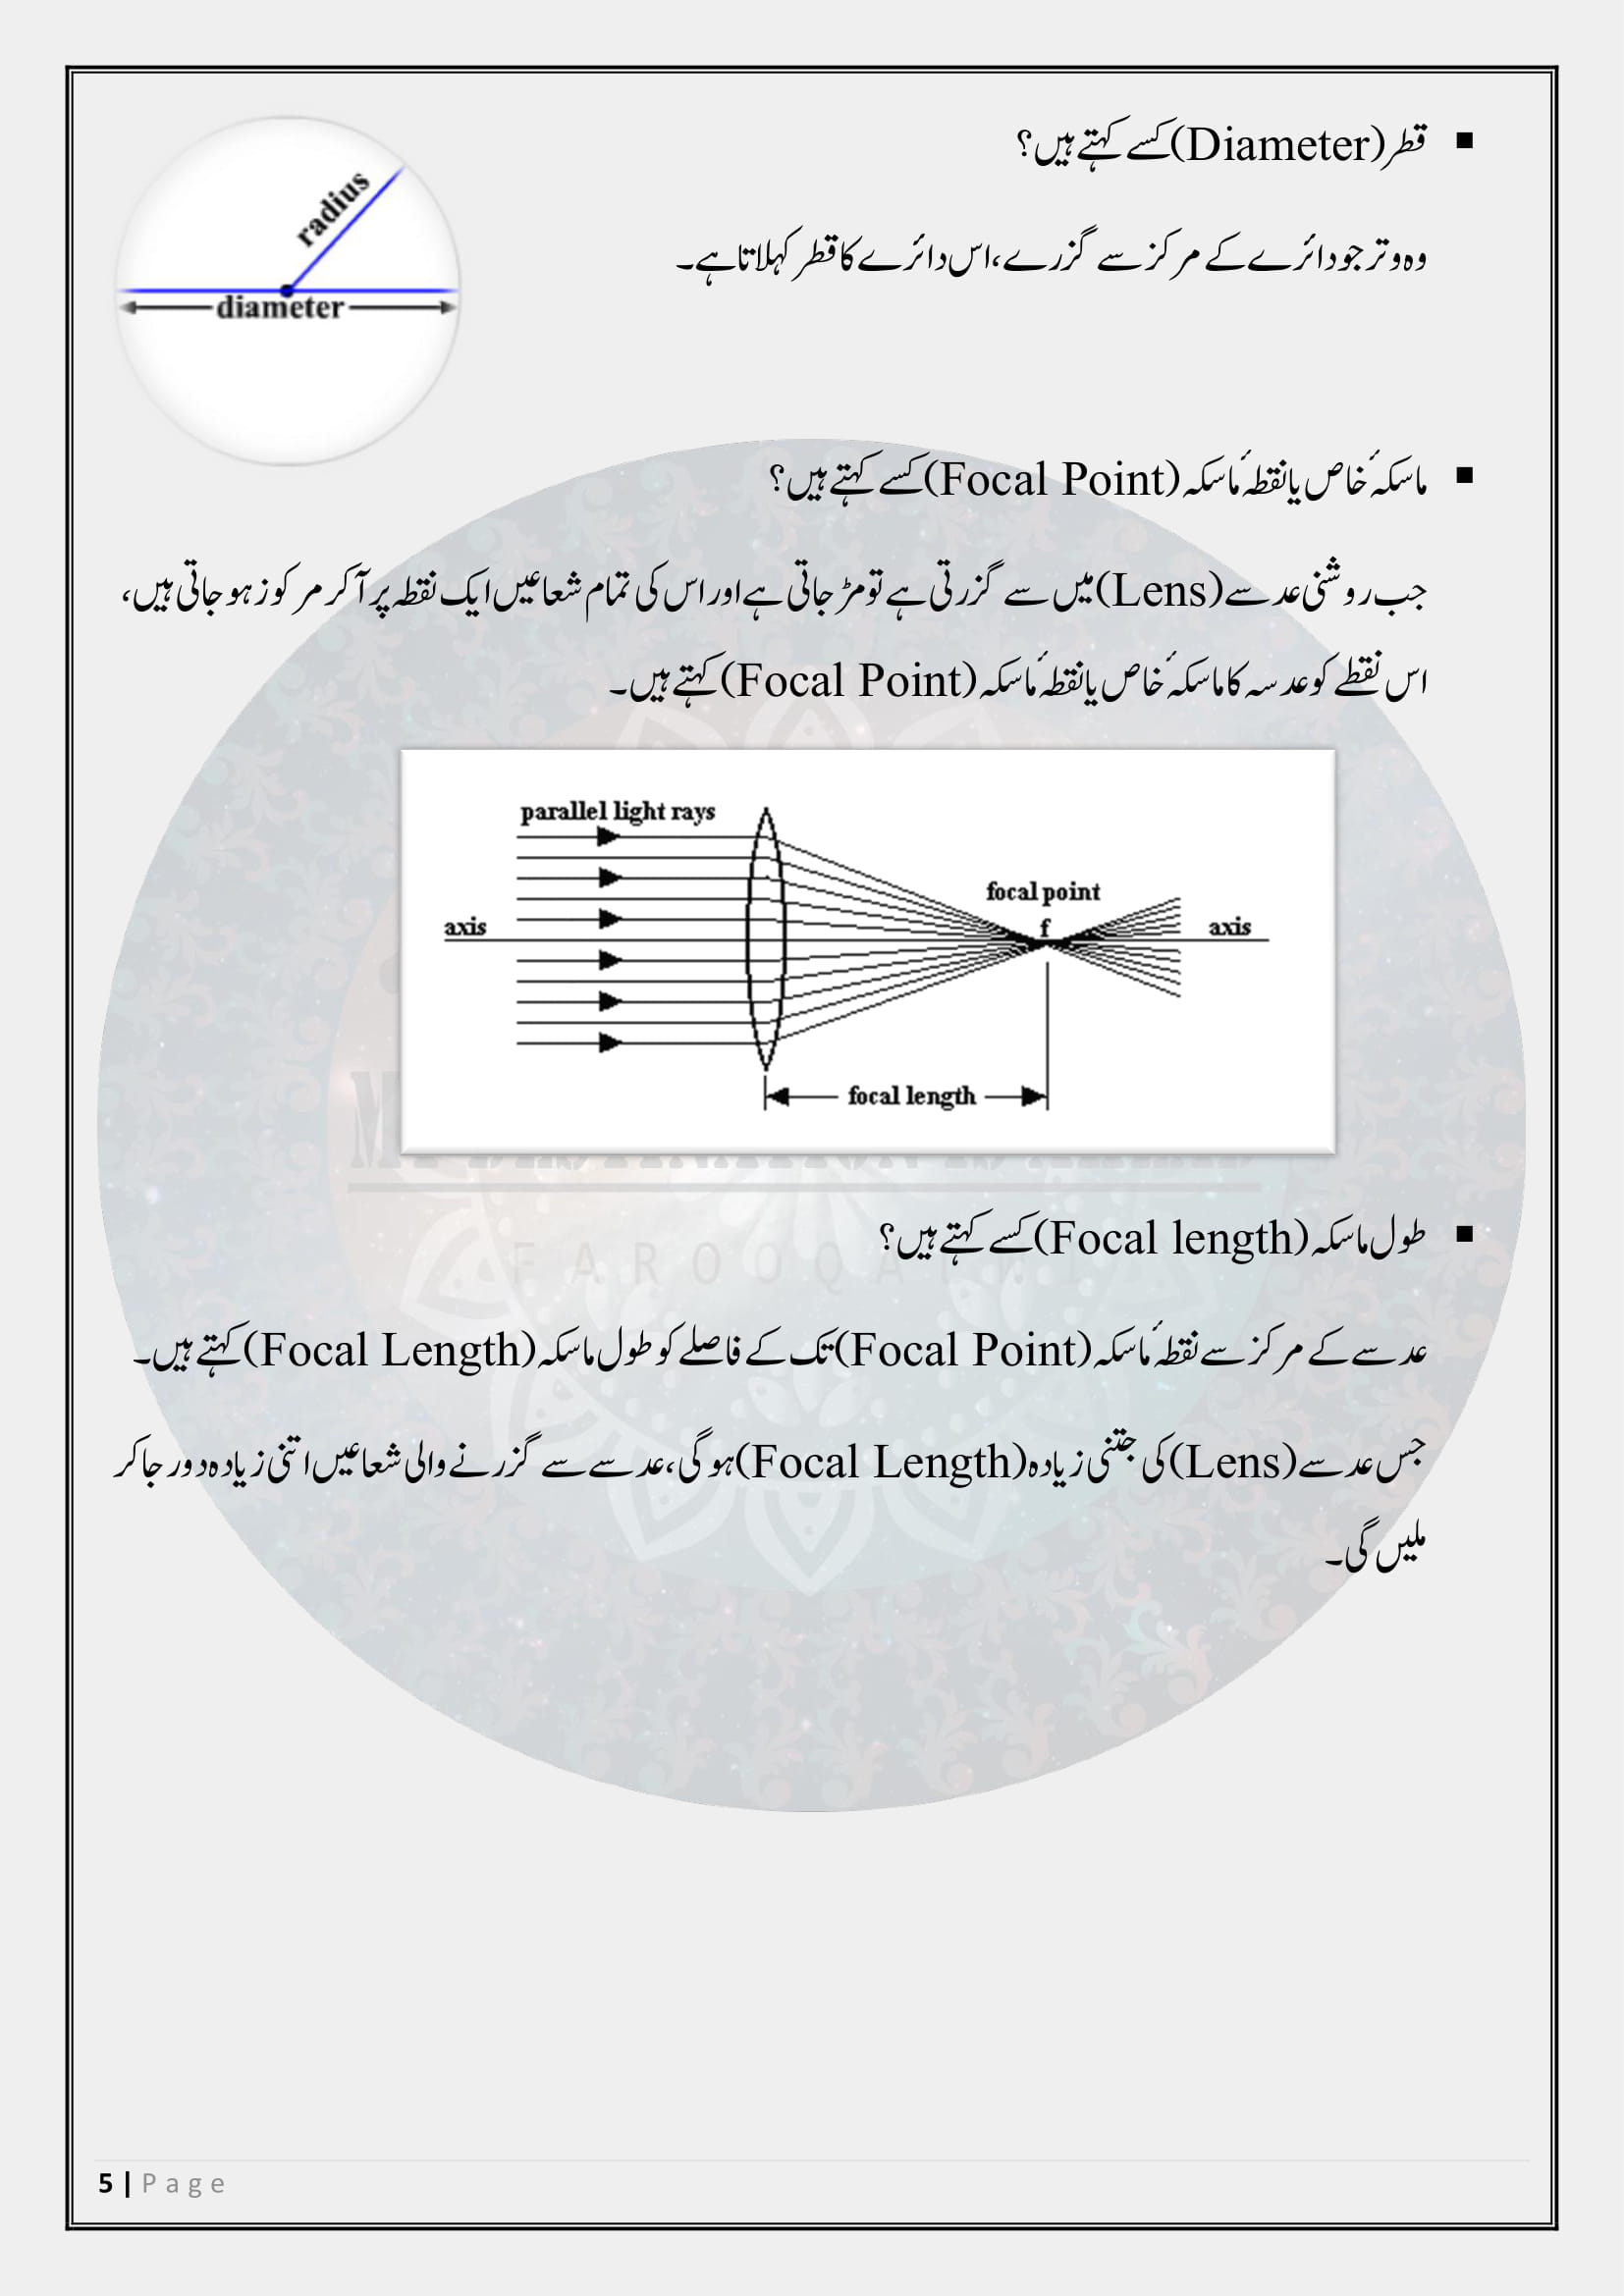 قطر(Diameter)کسے کہتے ہیں؟
وہ وتر جو دائرے کے مرکز سے گزرے،اس دائرے کا قطر کہلاتا ہے۔
radius
diameter
ماسکہٗ خاص یا نقطہٗ ماسکہ(Focal Point)کسے کہتے ہیں؟
جب روشنی عدسے(Lens)میں سے گزرتی ہے تو مڑ جاتی ہے اور اس کی تمام شعاعیں ایک نقطہ پر آکر مرکوز ہو جاتی ہیں،
اس نقطے کو عدسہ کا ماسکہٗ خاص یا نقطہٗ ماسکہ(Focal Point)کہتے ہیں۔
parallel light rays
focal point
axis
f
axis
focal length
طول ماسکہ(Focal length)کسے کہتے ہیں؟
عدسے کے مرکز سے نقطہٗ ماسکہ(Focal Point)تک کے فاصلے کو طول ماسکہ(Focal Length)کہتے ہیں۔
جس عدسے(Lens)کی جتنی زیادہ(Focal Length)ہو گی،عدسے سے گزرنے والی شعاعیں اتنی زیادہ دور جا کر
ملیں گی۔
5 | Page